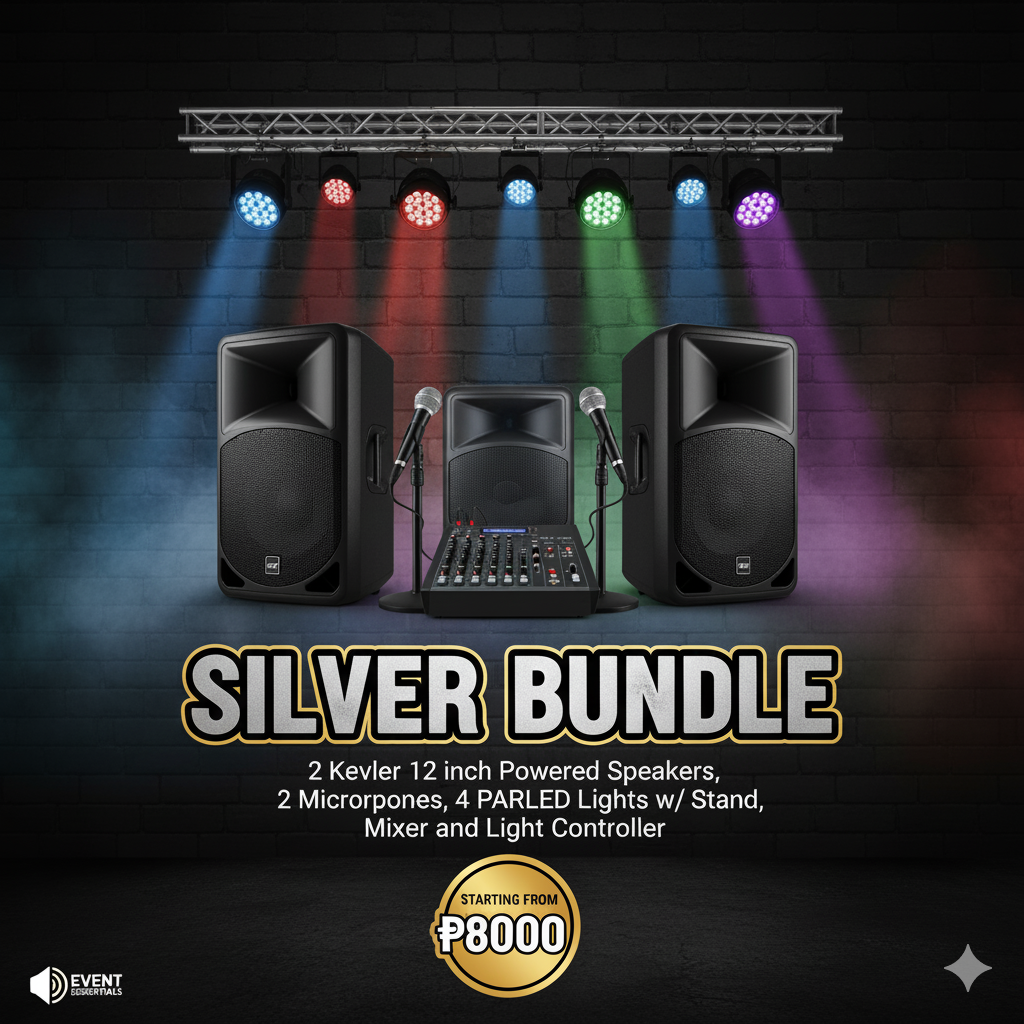 SILVER BUNDLE
2 Kevler 12 inch Powered Speakers,
2 Microrpones, 4 PARLED Lights w/ Stand,
Mixer and Light Controller
STARTING FROM
₱8000
EVENT